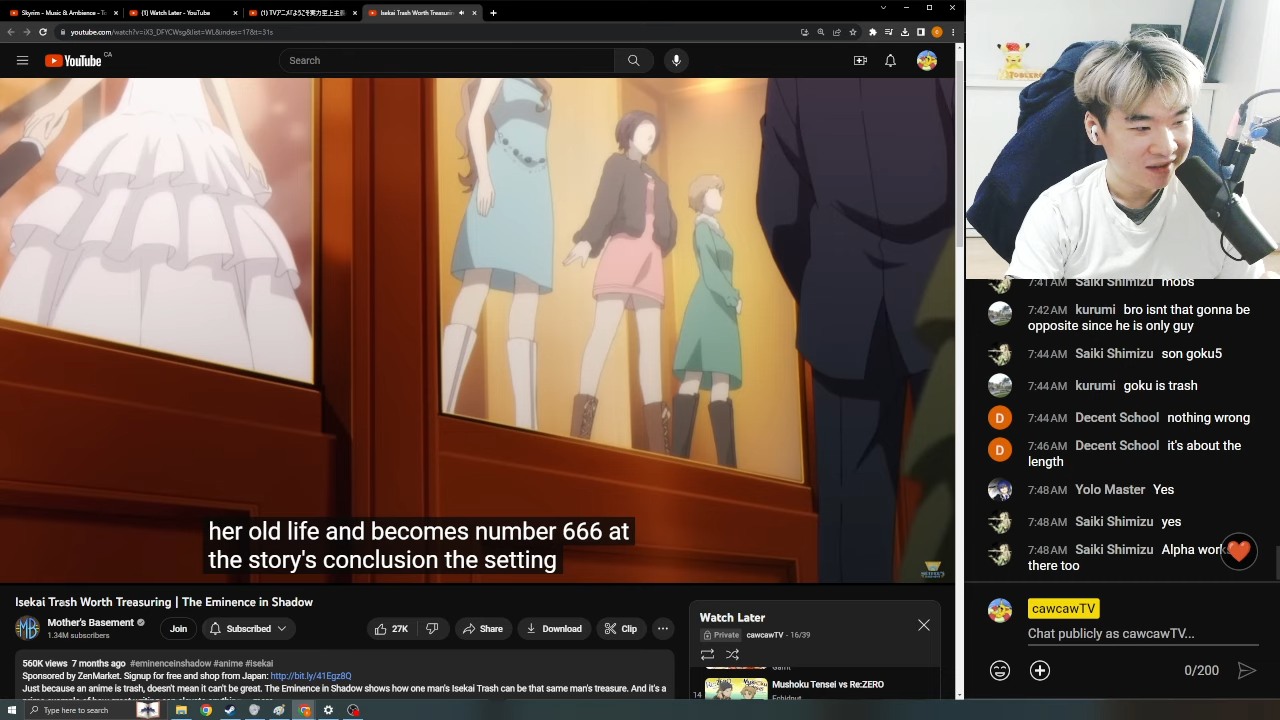 Skyrim - Music & Ambience - Te
(1) Watch Later - YouTube
(1) TVアニメ『ようこそ実力至上主義
Isekai Trash Worth Treasuring
youtube.com/watch?v=iX3_DFYCWsg&list=WL&index=17&t=31s
YouTube CA
Search
her old life and becomes number 666 at
the story's conclusion the setting
Isekai Trash Worth Treasuring | The Eminence in Shadow
Mother's Basement
1.34M subscribers
Join
Subscribed
27K
Share
Download
Clip
560K views 7 months ago #eminenceinshadow #anime #isekai
Sponsored by ZenMarket. Signup for free and shop from Japan: http://bit.ly/41Egz8Q
Just because an anime is trash, doesn't mean it can't be great. The Eminence in Shadow shows how one man's Isekai Trash can be that same man's treasure. And it's a
Watch Later
Private cawcawTV - 16/39
14
Mushoku Tensei vs Re:ZERO
7:41 AM Saiki Shimizu mobs
7:42 AM kurumi bro isnt that gonna be
opposite since he is only guy
7:44 AM Saiki Shimizu son goku5
7:44 AM kurumi goku is trash
D 7:44 AM Decent School nothing wrong
D 7:46 AM Decent School it's about the
length
7:48 AM Yolo Master Yes
7:48 AM Saiki Shimizu yes
7:48 AM Saiki Shimizu Alpha work
there too
cawcawTV
Chat publicly as cawcawTV...
0/200
Type here to search